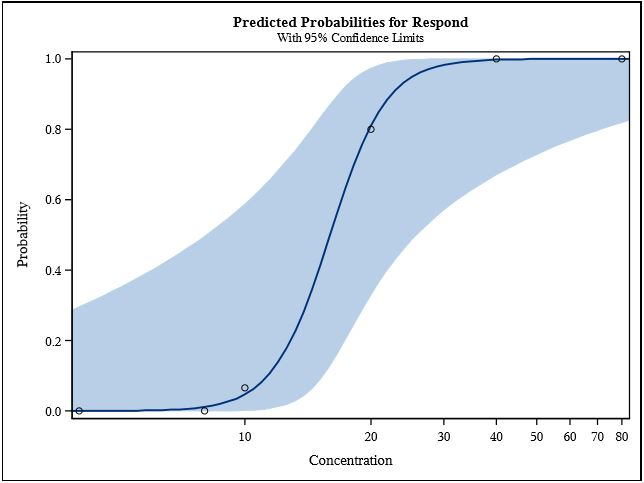 Predicted Probabilities for Respond
With 95% Confidence Limits
1.0
0.8
0.6
0.4
0.2
0.0
Probability
10 20 30 40 50 60 70 80
Concentration